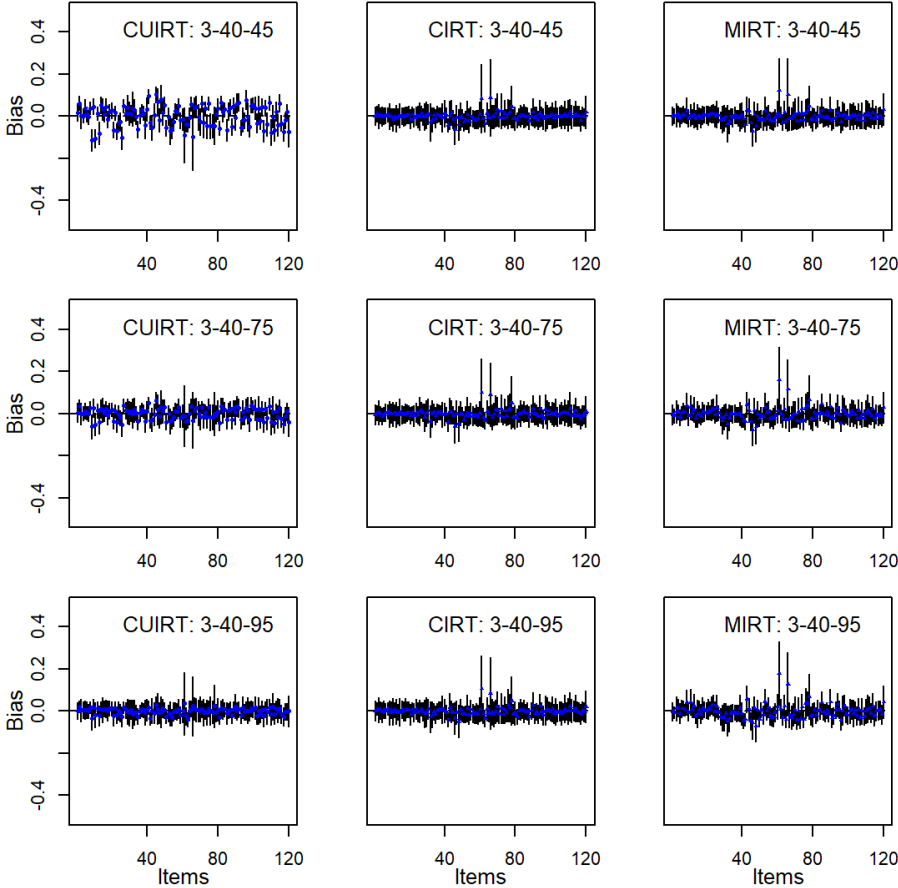 CUIRT: 3-40-45
CIRT: 3-40-45
MIRT: 3-40-45
Bias
0.4
0.2
0.0
-0.4
40 80 120
40 80 120
40 80 120
CUIRT: 3-40-75
CIRT: 3-40-75
MIRT: 3-40-75
Bias
0.4
0.2
0.0
-0.4
40 80 120
40 80 120
40 80 120
CUIRT: 3-40-95
CIRT: 3-40-95
MIRT: 3-40-95
Bias
0.4
0.2
0.0
-0.4
40 80 120
40 80 120
40 80 120
Items
Items
Items